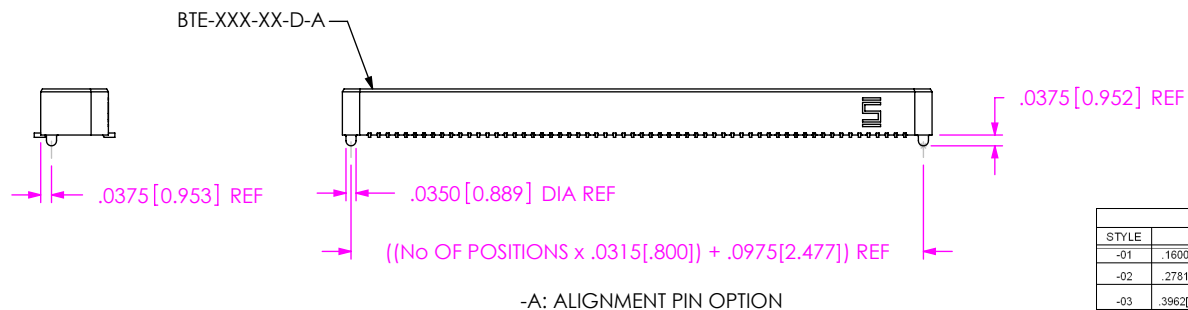 BTE-XXX-XX-D-A
.0375[0.952] REF
.0375[0.953] REF
.0350[0.889] DIA REF
((No OF POSITIONS x .0315[.800]) + .0975[2.477]) REF
-A: ALIGNMENT PIN OPTION
STYLE
-01 .1600
-02 .2781
-03 .3962[